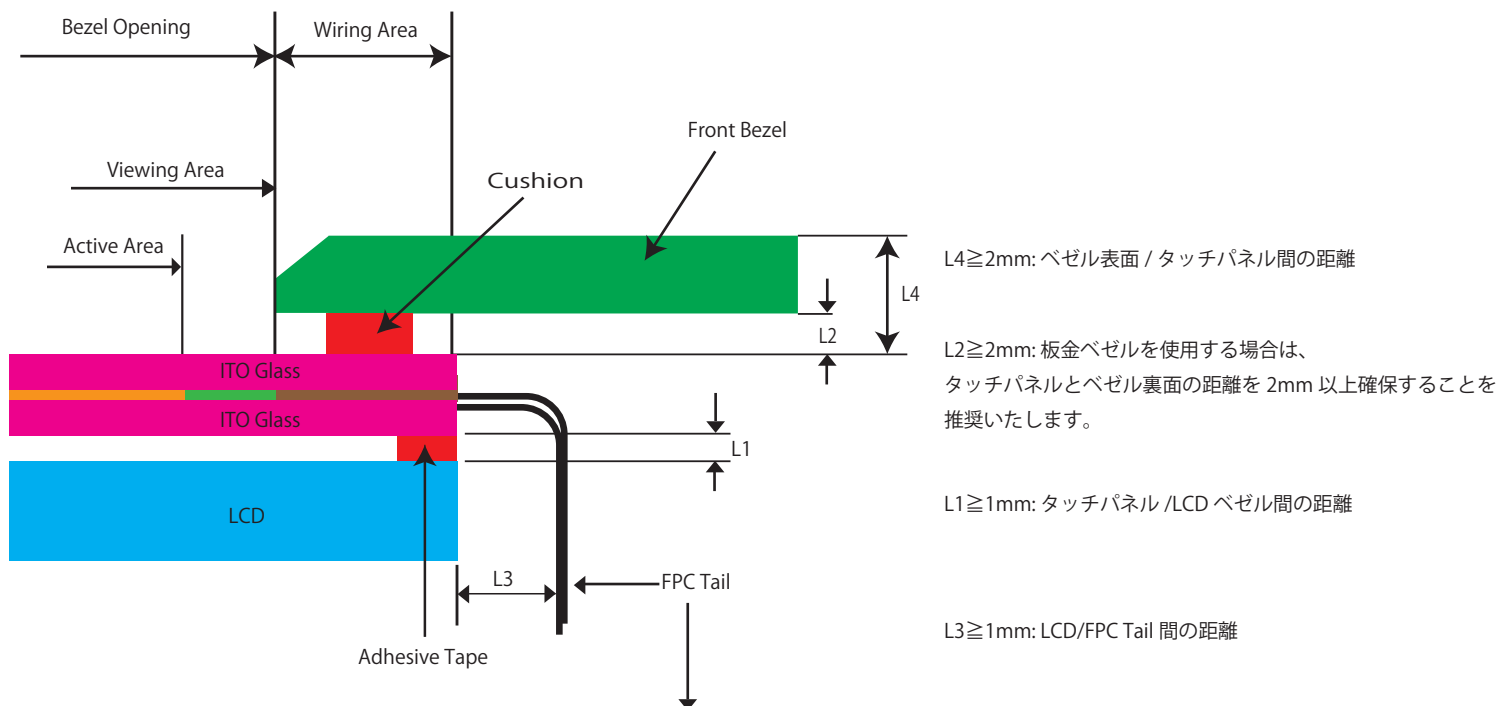 Bezel Opening
Wiring Area
Front Bezel
Viewing Area
Cushion
Active Area
L4
L2
ITO Glass
ITO Glass
L1
LCD
L3
FPC Tail
Adhesive Tape
L4≧2mm: ベゼル表面 / タッチパネル間の距離
L2≧2mm: 板金ベゼルを使用する場合は、
タッチパネルとベゼル裏面の距離を 2mm 以上確保することを
推奨いたします。
L1≧1mm: タッチパネル /LCD ベゼル間の距離
L3≧1mm: LCD/FPC Tail 間の距離